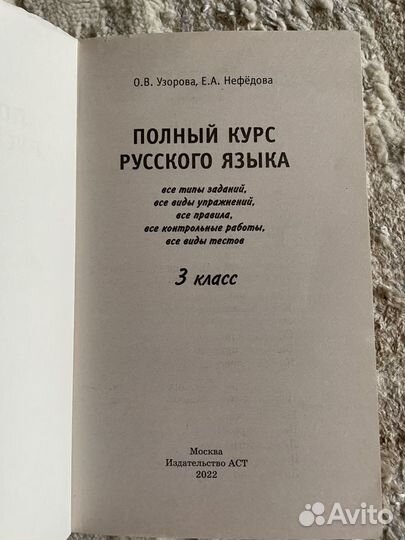 О.В. Узорова, Е.А. Нефёдова
ПОЛНЫЙ КУРС
РУССКОГО ЯЗЫКА
все типы заданий,
все виды упражнений,
все правила,
все контрольные работы,
все виды тестов
3 класс
Москва
Издательство АСТ
2022
Avito